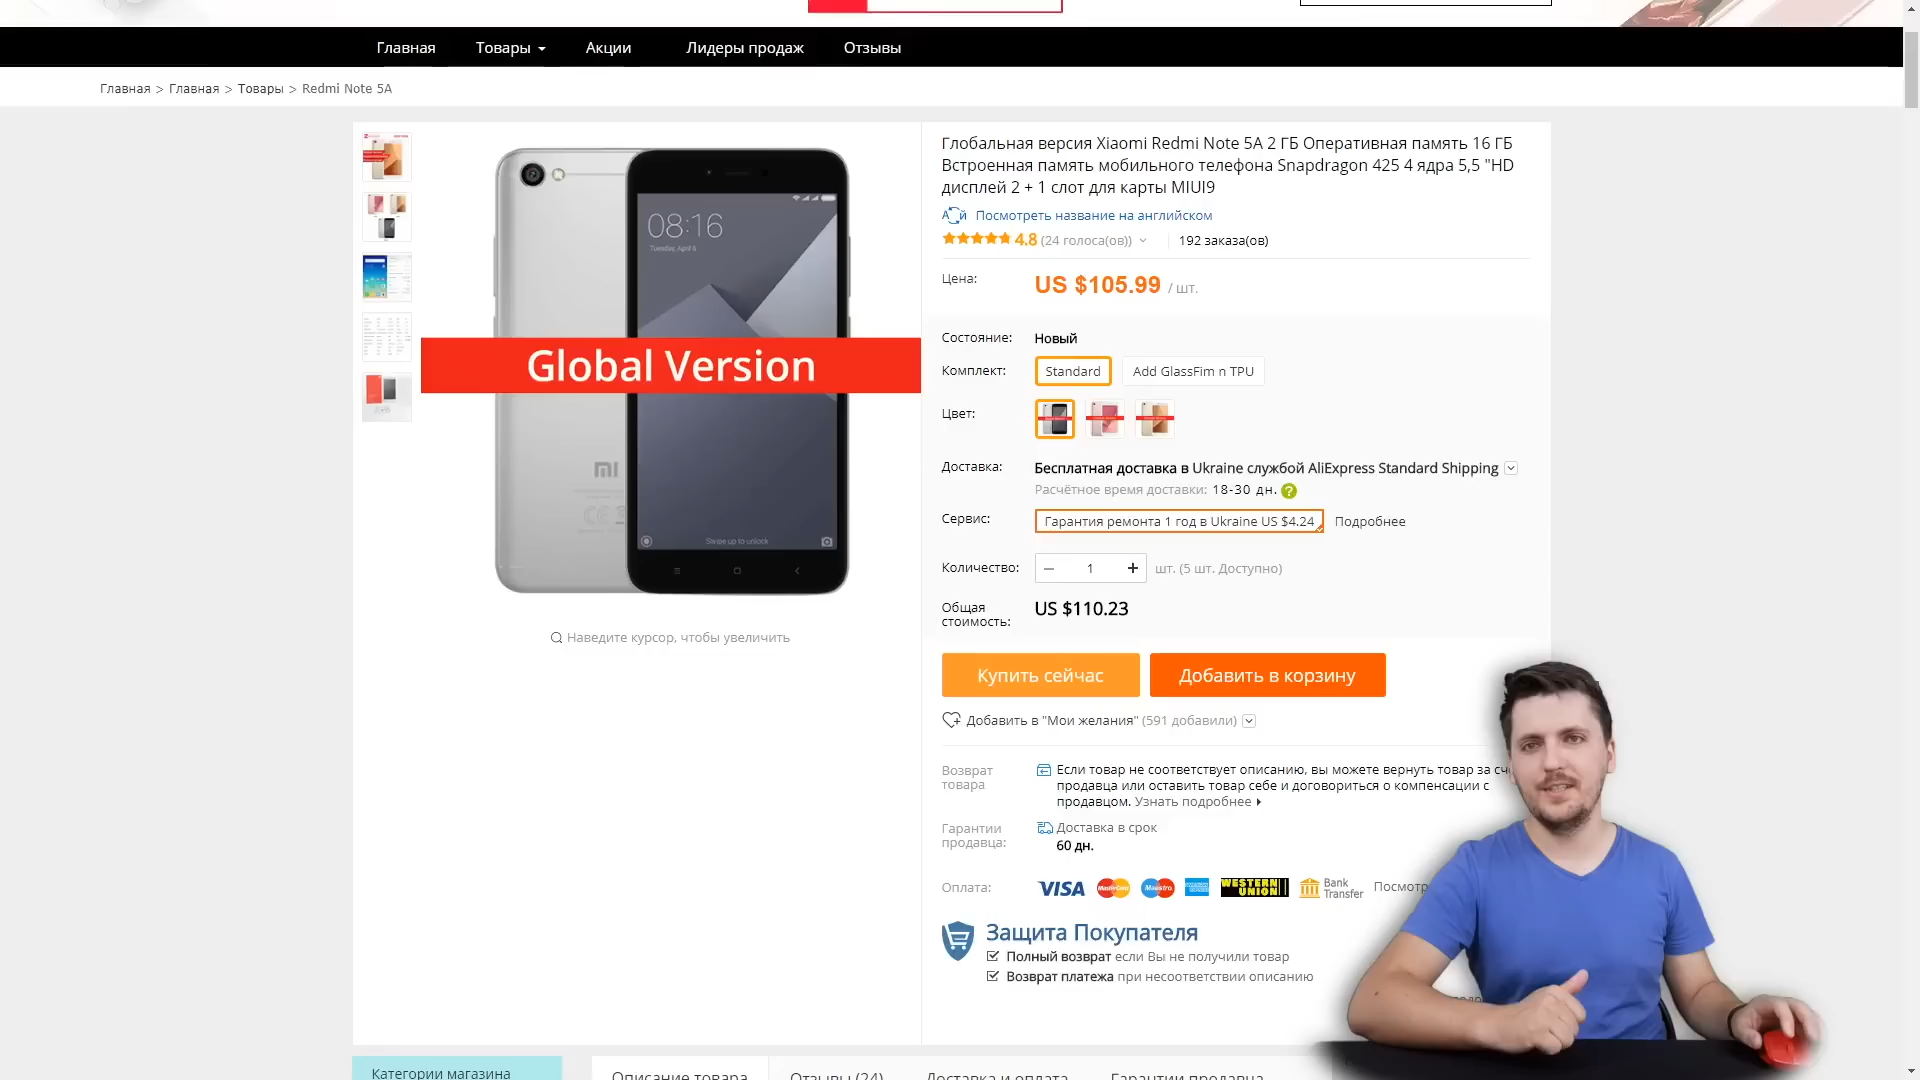 Главная
Товары
Акции
Лидеры продаж
Отзывы
Главная > Главная > Товары > Redmi Note 5A
08:16
Tuesday, April 5
Global Version
Swipe up to unlock
Наведите курсор, чтобы увеличить
Глобальная версия Xiaomi Redmi Note 5A 2 ГБ Оперативная память 16 ГБ
Встроенная память мобильного телефона Snapdragon 425 4 ядра 5,5 "HD
дисплей 2 + 1 слот для карты MIUI9
Посмотреть название на английском
4.8 (24 голоса(ов)) 192 заказа(ов)
Цена: US $105.99 / шт.
Состояние: Новый
Комплект: Standard Add GlassFim n TPU
Цвет:
Доставка: Бесплатная доставка в Ukraine службой AliExpress Standard Shipping
Расчётное время доставки: 18-30 дн. ?
Сервис: Гарантия ремонта 1 год в Ukraine US $4.24 Подробнее
Количество: − 1 + шт. (5 шт. Доступно)
Общая
стоимость: US $110.23
Купить сейчас
Добавить в корзину
Добавить в "Мои желания" (591 добавили)
Возврат
товара
Если товар не соответствует описанию, вы можете вернуть товар за
продавца или оставить товар себе и договориться о компенсации с
продавцом. Узнать подробнее
Гарантии
продавца:
Доставка в срок
60 дн.
Оплата: VISA MasterCard Maestro WESTERN UNION Bank Transfer
Защита Покупателя
Полный возврат если Вы не получили товар
Возврат платежа при несоответствии описанию
Категории магазина
Описание товара
Отзывы (24)
Доставка и оплата
Гарантии продавца